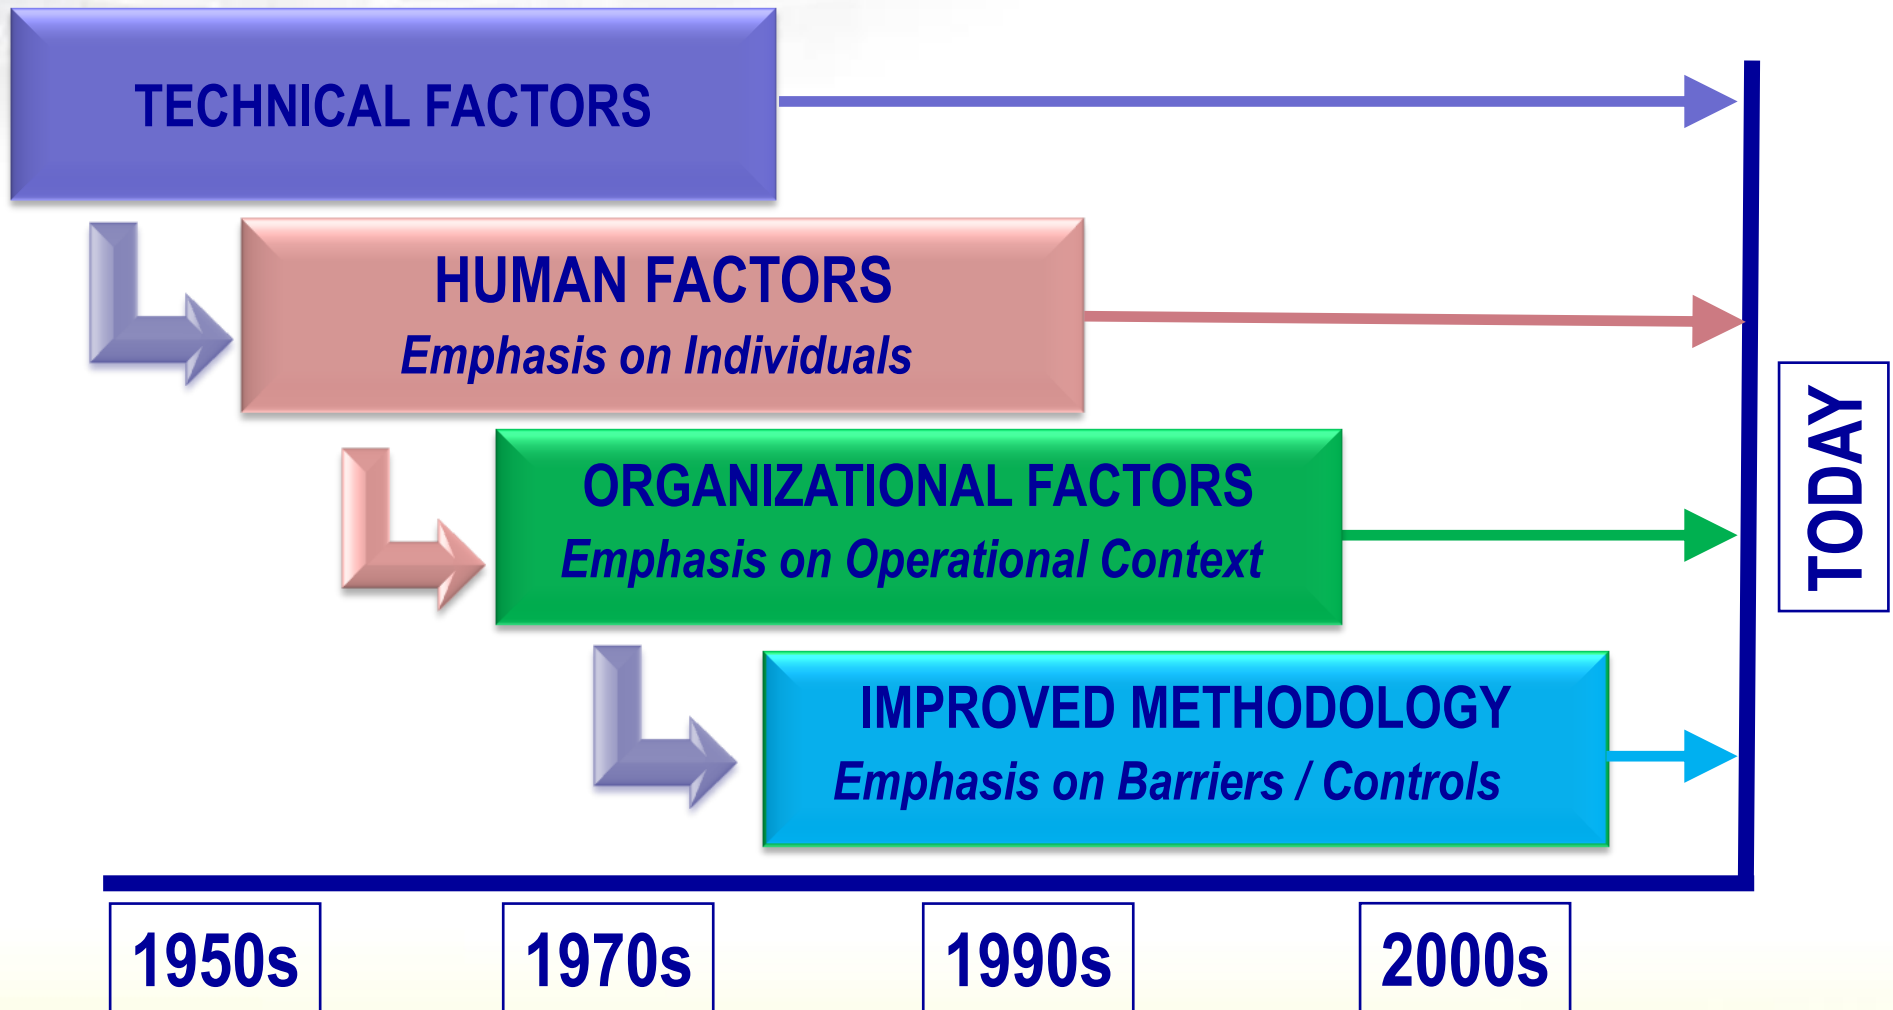 TECHNICAL FACTORS
HUMAN FACTORS
Emphasis on Individuals
ORGANIZATIONAL FACTORS
Emphasis on Operational Context
IMPROVED METHODOLOGY
Emphasis on Barriers / Controls
TODAY
1950s
1970s
1990s
2000s